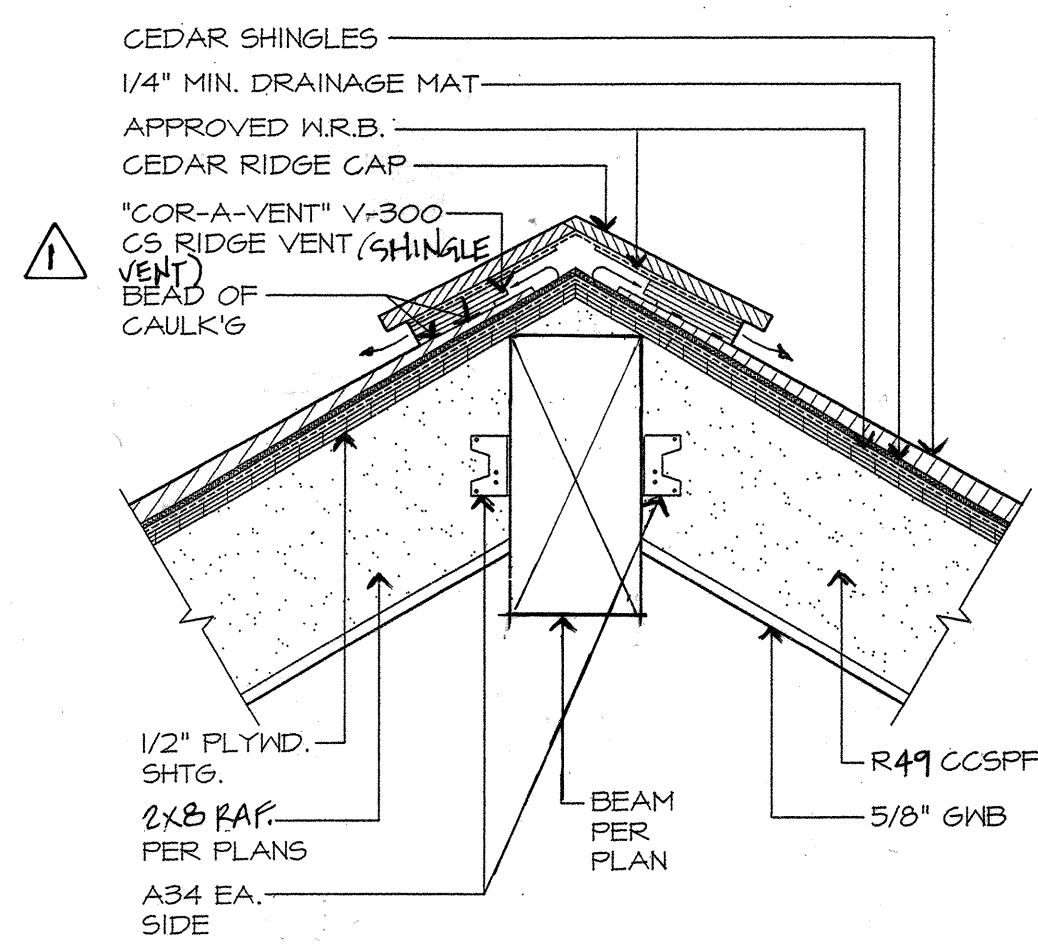 CEDAR SHINGLES
1/4" MIN. DRAINAGE MAT
APPROVED W.R.B.
CEDAR RIDGE CAP
"COR-A-VENT" V-300
CS RIDGE VENT (SHINGLE
VENT)
1
BEAD OF
CAULK'G
1/2" PLYWD.
SHTG.
2X8 RAF.
PER PLANS
A34 EA.
SIDE
BEAM
PER
PLAN
R49 CCSPF
5/8" GWB